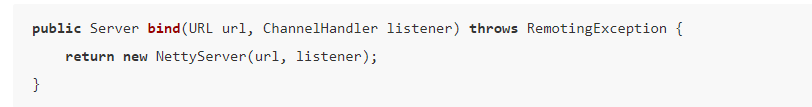 public Server bind(URL url, ChannelHandler listener) throws RemotingException {
    return new NettyServer(url, listener);
}